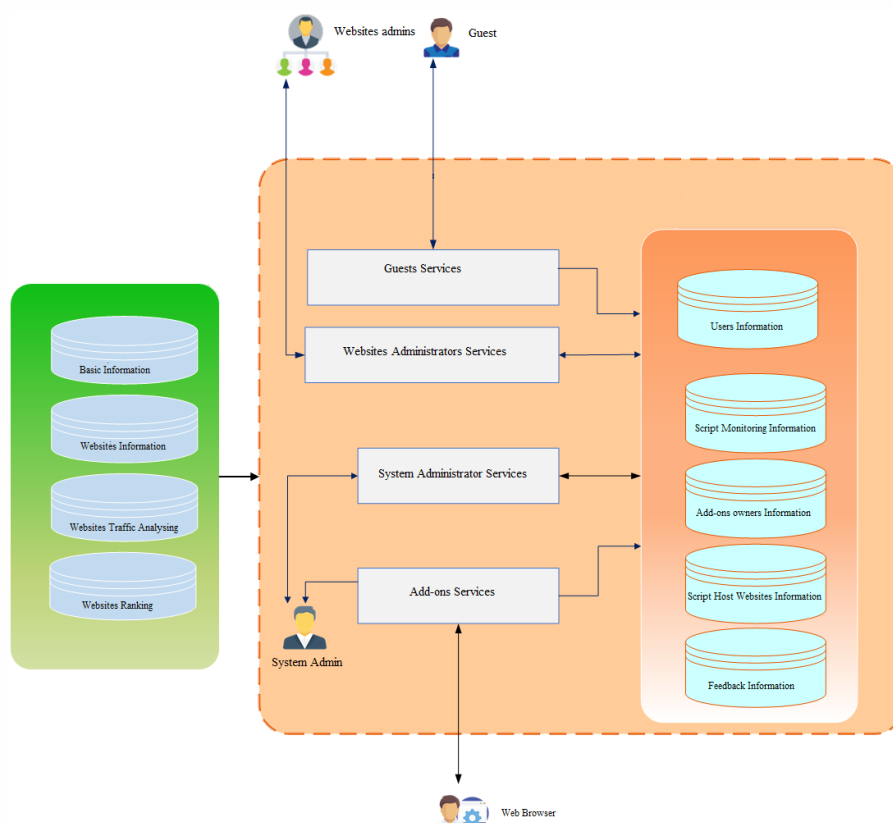 Websites admins
Guest
Guests Services
Websites Administrators Services
System Administrator Services
Add-ons Services
System Admin
Basic Information
Websites Information
Websites Traffic Analysing
Websites Ranking
Users Information
Script Monitoring Information
Add-ons owners Information
Script Host Websites Information
Feedback Information
Web Browser